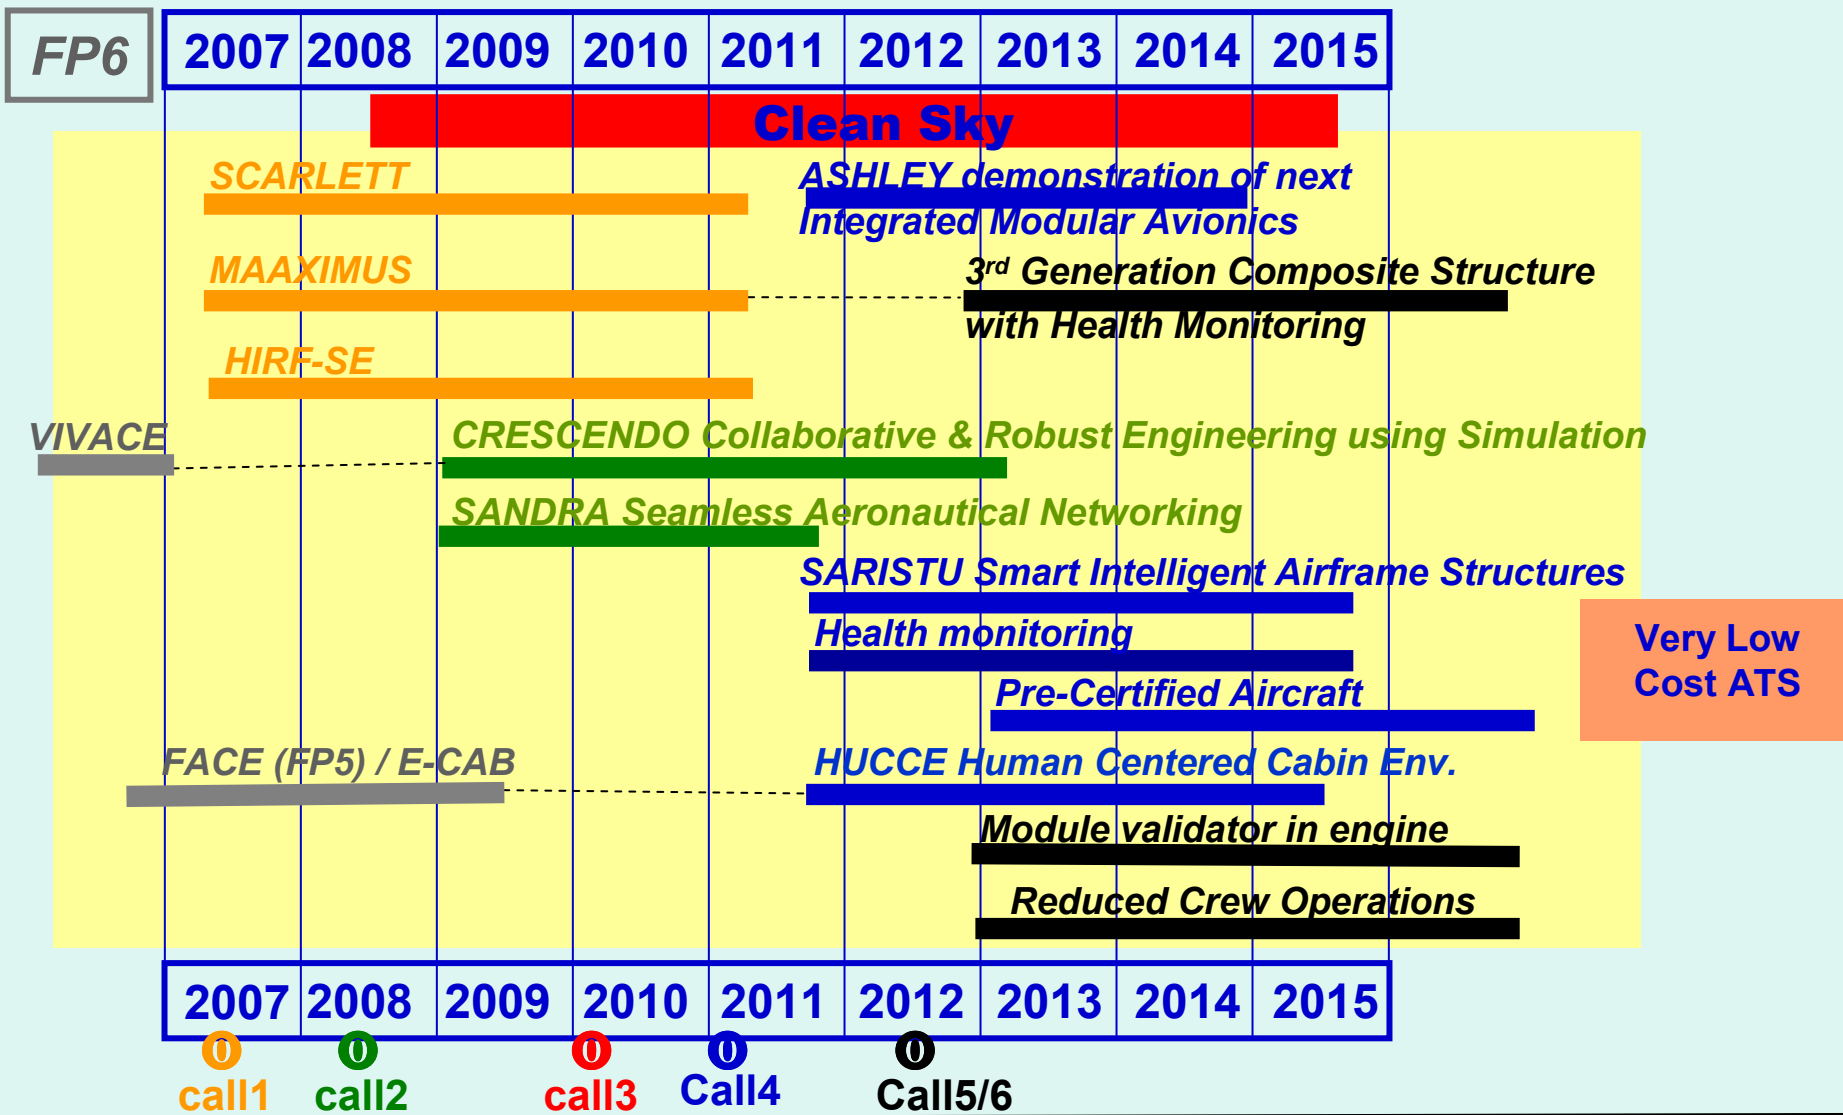 FP6
2007 2008 2009 2010 2011 2012 2013 2014 2015
Clean Sky
SCARLETT
ASHLEY demonstration of next
Integrated Modular Avionics
MAAXIMUS
3rd Generation Composite Structure
with Health Monitoring
HIRF-SE
VIVACE
CRESCENDO Collaborative & Robust Engineering using Simulation
SANDRA Seamless Aeronautical Networking
SARISTU Smart Intelligent Airframe Structures
Health monitoring
Very Low
Cost ATS
Pre-Certified Aircraft
FACE (FP5) / E-CAB
HUCCE Human Centered Cabin Env.
Module validator in engine
Reduced Crew Operations
2007 2008 2009 2010 2011 2012 2013 2014 2015
0 0 0 0 0
call1 call2 call3 Call4 Call5/6